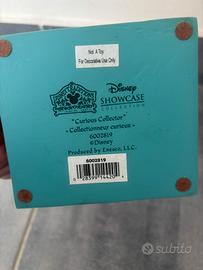 Not A Toy
For Decorative Use Only
Disney
SHOWCASE
COLLECTION
"Curious Collector"
- Collectionneur curieux -
6002819
©Disney
Produced by Enesco, LLC.
6002819
subito